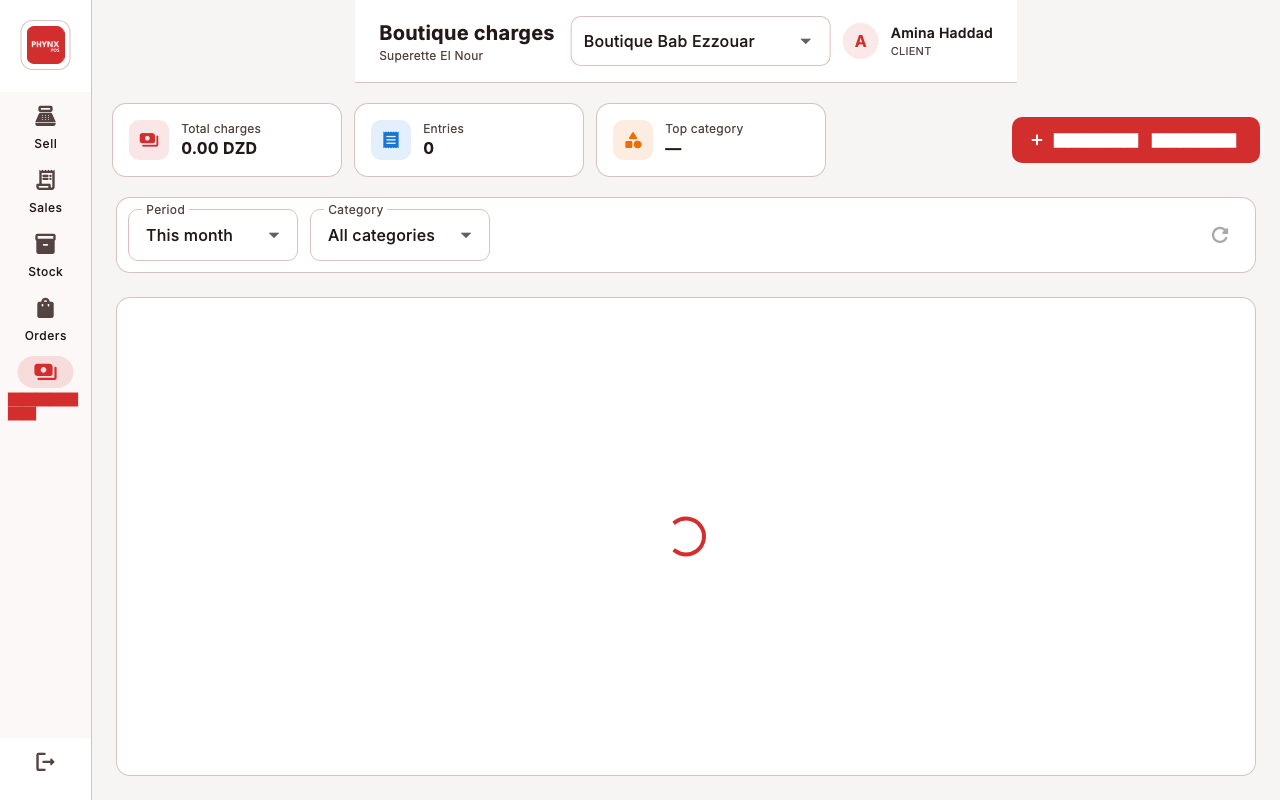 PHYNX
POS
Boutique charges
Superette El Nour
Boutique Bab Ezzouar
A
Amina Haddad
CLIENT
Sell
Sales
Stock
Orders
Total charges
0.00 DZD
Entries
0
Top category
—
+
Period
This month
Category
All categories